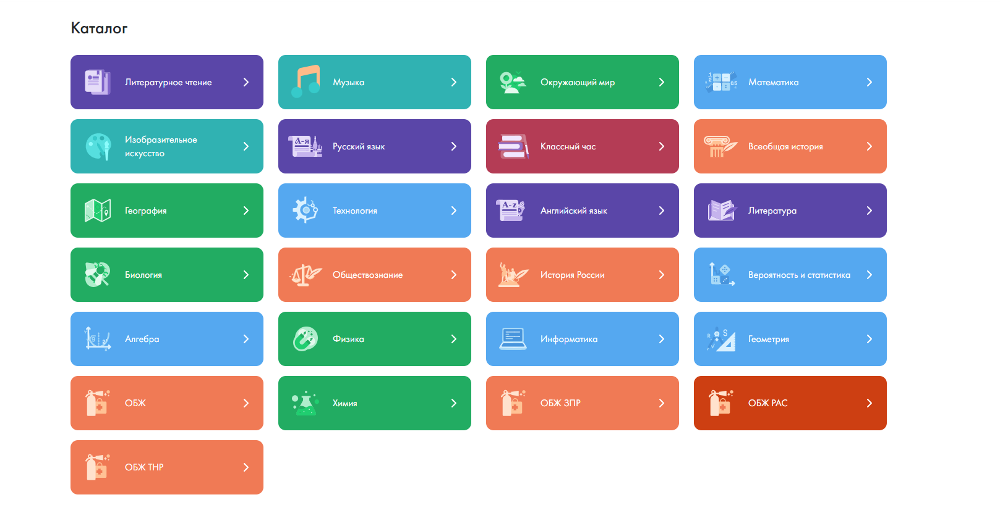 Каталог
Литературное чтение
Музыка
Окружающий мир
Математика
Изобразительное
искусство
Русский язык
Классный час
Всеобщая история
География
Технология
Английский язык
Литература
Биология
Обществознание
История России
Вероятность и статистика
Алгебра
Физика
Информатика
Геометрия
ОБЖ
Химия
ОБЖ ЗПР
ОБЖ РАС
ОБЖ ТНР